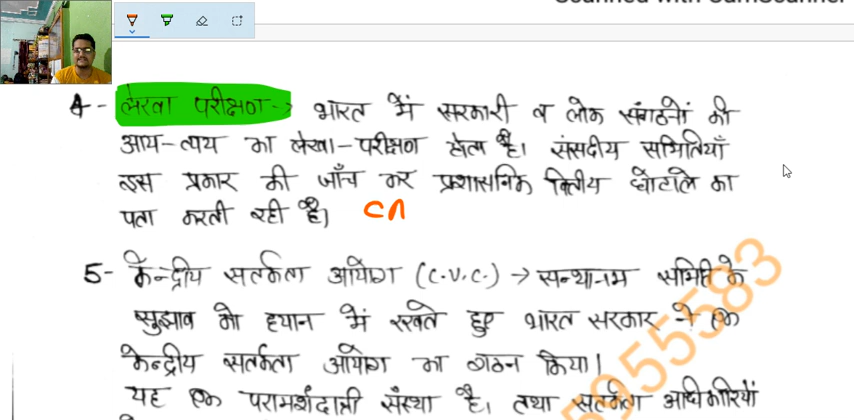 Scanned with CamScanner
4- लेखा परीक्षण → भारत में सरकारी व लोक संगठनों की
आय-व्यय का लेखा-परीक्षण होता है। संसदीय समितियाँ
इस प्रकार की जाँच कर प्रशासनिक वित्तीय घोटाले का
पता करती रही है। cn
5- केन्द्रीय सतर्कता आयोग (C.V.C.) → सन्थानम समिति के
सुझाव को ध्यान में रखते हुए भारत सरकार ने एक
केन्द्रीय सतर्कता आयोग का गठन किया।
यह एक परामर्शदात्री संस्था है। तथा सतर्कता अधिकारियों
5955583